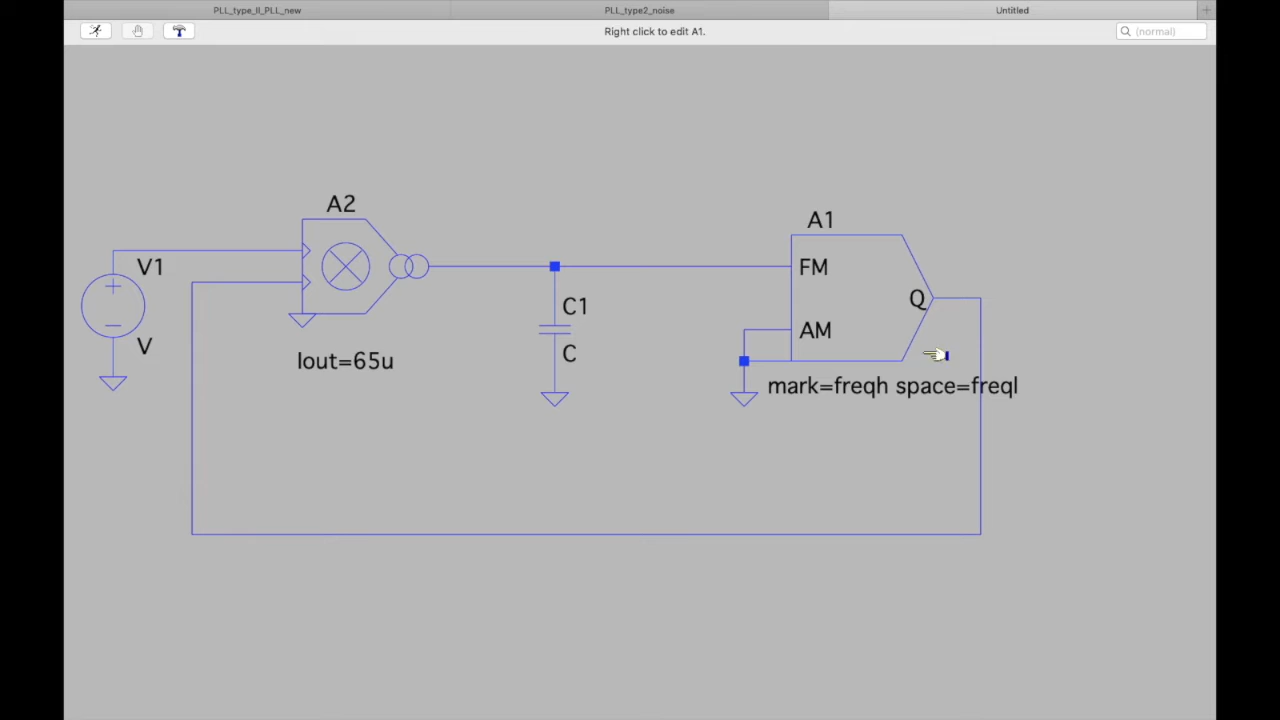 PLL_type_II_PLL_new
PLL_type2_noise
Untitled
Right click to edit A1.
(normal)
A2
A1
V1
FM
Q
C1
AM
V
C
Iout=65u
mark=freqh space=freql